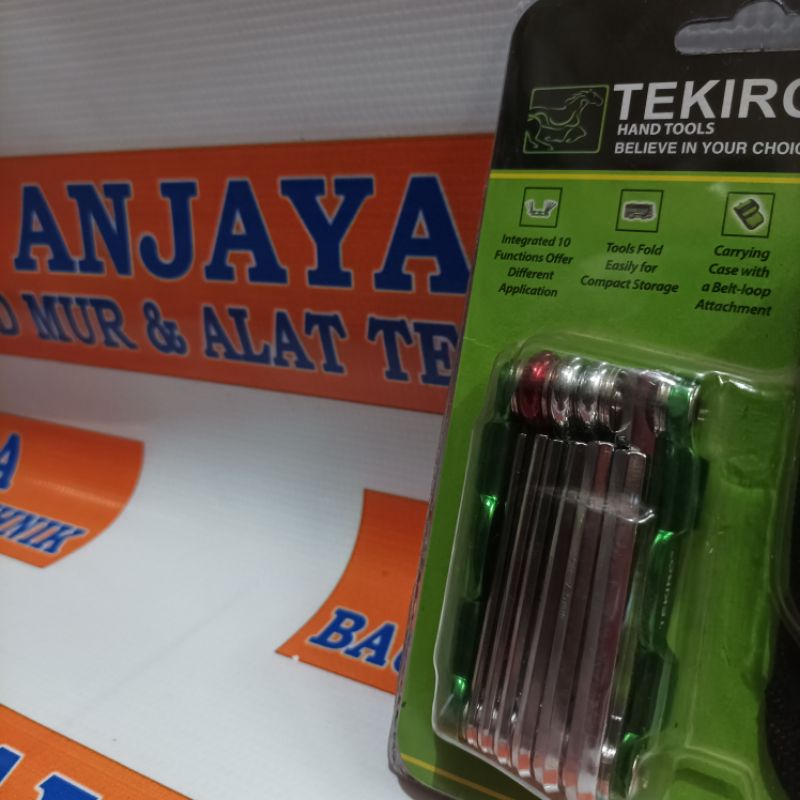 ANJAYA
MUR & ALAT TE
A
BAU
TEKIRO
HAND TOOLS
BELIEVE IN YOUR CHOIC
Integrated 10
Functions Offer
Different
Application
Tools Fold
Easily for
Compact Storage
Carrying
Case with
a Belt-loop
Attachment
TEKIRO